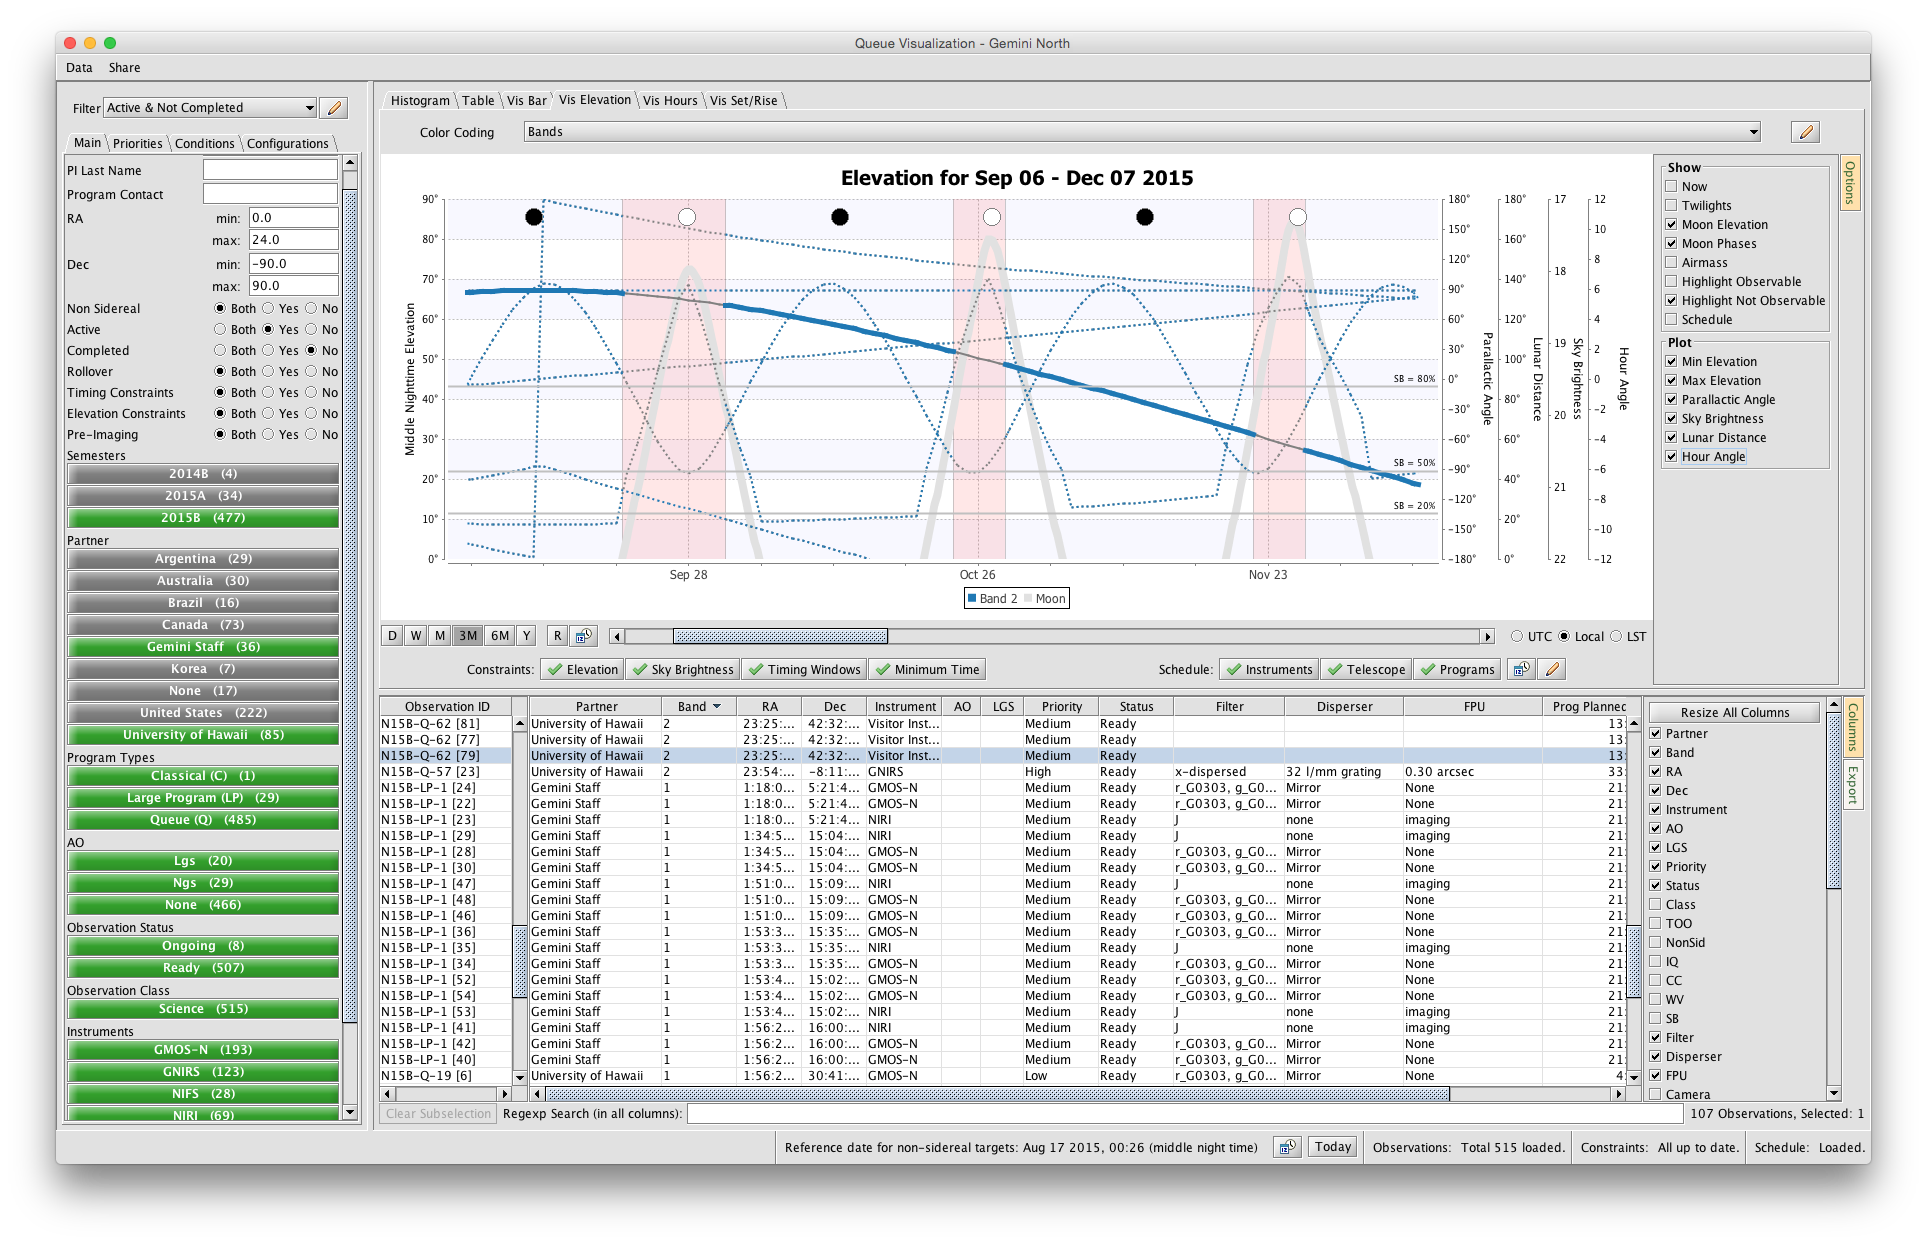 Queue Visualization - Gemini North
Data Share
Filter Active & Not Completed
Main Priorities Conditions Configurations
PI Last Name
Program Contact
RA min: 0.0
max: 24.0
Dec min: -90.0
max: 90.0
Non Sidereal Both Yes No
Active Both Yes No
Completed Both Yes No
Rollover Both Yes No
Timing Constraints Both Yes No
Elevation Constraints Both Yes No
Pre-Imaging Both Yes No
Semesters
2014B (4)
2015A (34)
2015B (477)
Partner
Argentina (29)
Australia (30)
Brazil (16)
Canada (73)
Gemini Staff (36)
Korea (7)
None (17)
United States (222)
University of Hawaii (85)
Program Types
Classical (C) (1)
Large Program (LP) (29)
Queue (Q) (485)
AO
Lgs (20)
Ngs (29)
None (466)
Observation Status
Ongoing (8)
Ready (507)
Observation Class
Science (515)
Instruments
GMOS-N (193)
GNIRS (123)
NIFS (28)
NIRI (69)
Histogram Table Vis Bar Vis Elevation Vis Hours Vis Set/Rise
Color Coding Bands
Elevation for Sep 06 - Dec 07 2015
Middle Nighttime Elevation
90°
80°
70°
60°
50°
40°
30°
20°
10°
0°
SB = 80%
SB = 50%
SB = 20%
Sep 28 Oct 26 Nov 23
Band 2 Moon
180°
150°
120°
90°
60°
30°
0°
-30°
-60°
-90°
-120°
-150°
-180°
Parallactic Angle
180°
160°
140°
120°
100°
80°
60°
40°
20°
0°
Lunar Distance
17
18
19
20
21
22
Sky Brightness
12
10
8
6
4
2
0
-2
-4
-6
-8
-10
-12
Hour Angle
Show
Now
Twilights
Moon Elevation
Moon Phases
Airmass
Highlight Observable
Highlight Not Observable
Schedule
Plot
Min Elevation
Max Elevation
Parallactic Angle
Sky Brightness
Lunar Distance
Hour Angle
Options
D W M 3M 6M Y R UTC Local LST
Constraints: Elevation Sky Brightness Timing Windows Minimum Time Schedule: Instruments Telescope Programs
Observation ID Partner Band RA Dec Instrument AO LGS Priority Status Filter Disperser FPU Prog Planned
N15B-Q-62 [81] University of Hawaii 2 23:25:... 42:32:... Visitor Inst... Medium Ready 13:
N15B-Q-62 [77] University of Hawaii 2 23:25:... 42:32:... Visitor Inst... Medium Ready 13:
N15B-Q-62 [79] University of Hawaii 2 23:25:... 42:32:... Visitor Inst... Medium Ready 13:
N15B-Q-57 [23] University of Hawaii 2 23:54:... -8:11:... GNIRS High Ready x-dispersed 32 l/mm grating 0.30 arcsec 33:
N15B-LP-1 [24] Gemini Staff 1 1:18:0... 5:21:4... GMOS-N Medium Ready r_G0303, g_G0... Mirror None 21:
N15B-LP-1 [22] Gemini Staff 1 1:18:0... 5:21:4... GMOS-N Medium Ready r_G0303, g_G0... Mirror None 21:
N15B-LP-1 [23] Gemini Staff 1 1:18:0... 5:21:4... NIRI Medium Ready J none imaging 21:
N15B-LP-1 [29] Gemini Staff 1 1:34:5... 15:04:... NIRI Medium Ready J none imaging 21:
N15B-LP-1 [28] Gemini Staff 1 1:34:5... 15:04:... GMOS-N Medium Ready r_G0303, g_G0... Mirror None 21:
N15B-LP-1 [30] Gemini Staff 1 1:34:5... 15:04:... GMOS-N Medium Ready r_G0303, g_G0... Mirror None 21:
N15B-LP-1 [47] Gemini Staff 1 1:51:0... 15:09:... NIRI Medium Ready J none imaging 21:
N15B-LP-1 [48] Gemini Staff 1 1:51:0... 15:09:... GMOS-N Medium Ready r_G0303, g_G0... Mirror None 21:
N15B-LP-1 [46] Gemini Staff 1 1:51:0... 15:09:... GMOS-N Medium Ready r_G0303, g_G0... Mirror None 21:
N15B-LP-1 [36] Gemini Staff 1 1:53:3... 15:35:... GMOS-N Medium Ready r_G0303, g_G0... Mirror None 21:
N15B-LP-1 [35] Gemini Staff 1 1:53:3... 15:35:... NIRI Medium Ready J none imaging 21:
N15B-LP-1 [34] Gemini Staff 1 1:53:3... 15:35:... GMOS-N Medium Ready r_G0303, g_G0... Mirror None 21:
N15B-LP-1 [52] Gemini Staff 1 1:53:4... 15:02:... GMOS-N Medium Ready r_G0303, g_G0... Mirror None 21:
N15B-LP-1 [54] Gemini Staff 1 1:53:4... 15:02:... GMOS-N Medium Ready r_G0303, g_G0... Mirror None 21:
N15B-LP-1 [53] Gemini Staff 1 1:53:4... 15:02:... NIRI Medium Ready J none imaging 21:
N15B-LP-1 [41] Gemini Staff 1 1:56:2... 16:00:... NIRI Medium Ready J none imaging 21:
N15B-LP-1 [42] Gemini Staff 1 1:56:2... 16:00:... GMOS-N Medium Ready r_G0303, g_G0... Mirror None 21:
N15B-LP-1 [40] Gemini Staff 1 1:56:2... 16:00:... GMOS-N Medium Ready r_G0303, g_G0... Mirror None 21:
N15B-Q-19 [6] University of Hawaii 1 1:56:2... 30:41:... GMOS-N Low Ready r_G0303, g_G0... Mirror None 4:
Resize All Columns
Partner
Band
RA
Dec
Instrument
AO
LGS
Priority
Status
Class
TOO
NonSid
IQ
CC
WV
SB
Filter
Disperser
FPU
Camera
Columns
Export
Clear Subselection Regexp Search (in all columns): 107 Observations, Selected: 1
Reference date for non-sidereal targets: Aug 17 2015, 00:26 (middle night time) Today Observations: Total 515 loaded. Constraints: All up to date. Schedule: Loaded.